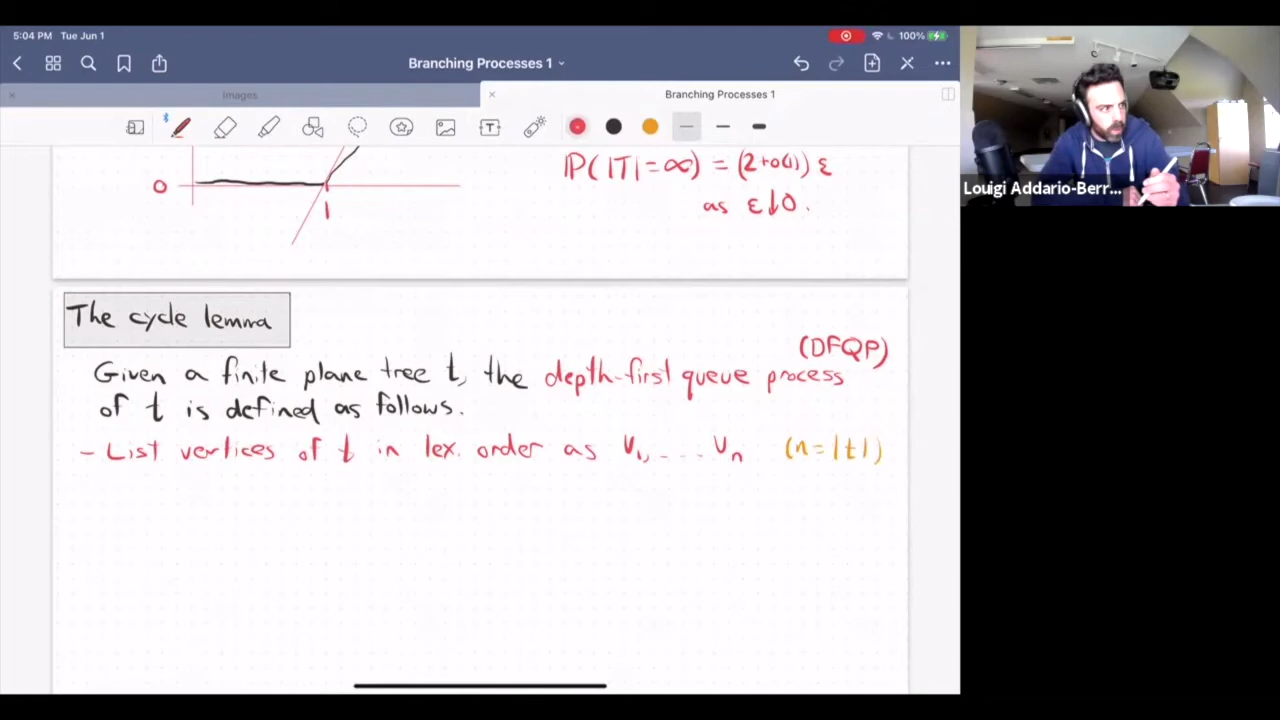 5:04 PM Tue Jun 1
100%
Branching Processes 1
Images
Branching Processes 1
Louigi Addario-Berr...
0
1
P(|T|=∞) = (2+o(1)) ε
as ε↓0.
The cycle lemma
(DFQP)
Given a finite plane tree t, the depth-first queue process
of t is defined as follows.
- List vertices of t in lex. order as v₁,....vₙ (n=|t|)